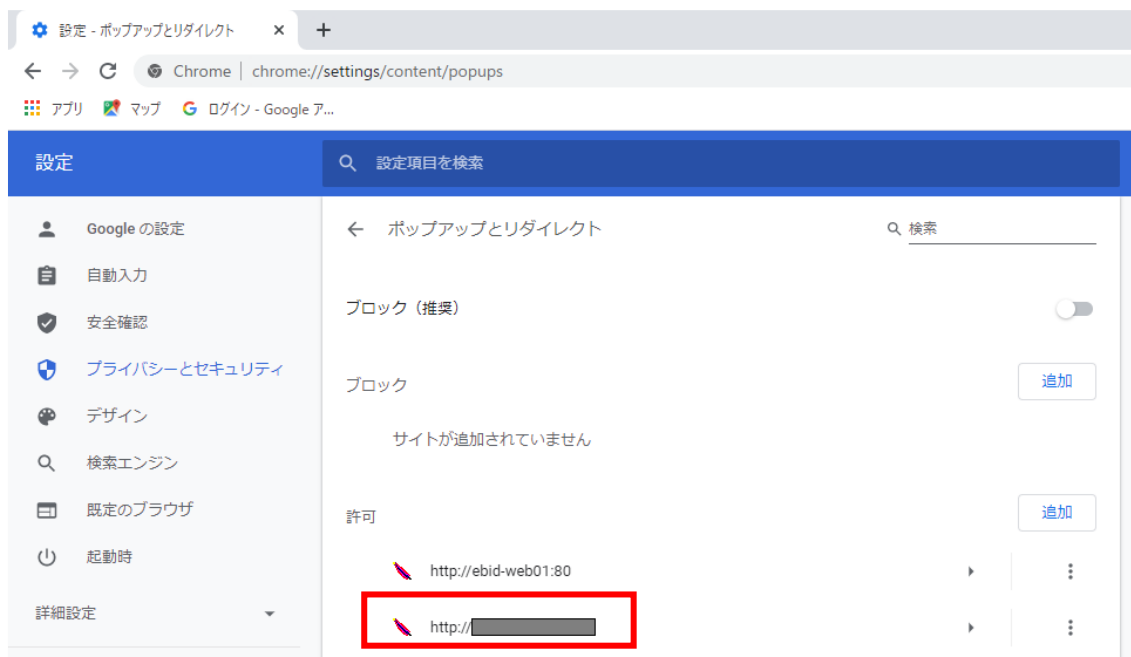 設定 - ポップアップとリダイレクト
Chrome | chrome://settings/content/popups
アプリ マップ ログイン - Google ア...
設定
設定項目を検索
Google の設定
自動入力
安全確認
プライバシーとセキュリティ
デザイン
検索エンジン
既定のブラウザ
起動時
詳細設定
ポップアップとリダイレクト
検索
ブロック（推奨）
ブロック
追加
サイトが追加されていません
許可
追加
http://ebid-web01:80
http://